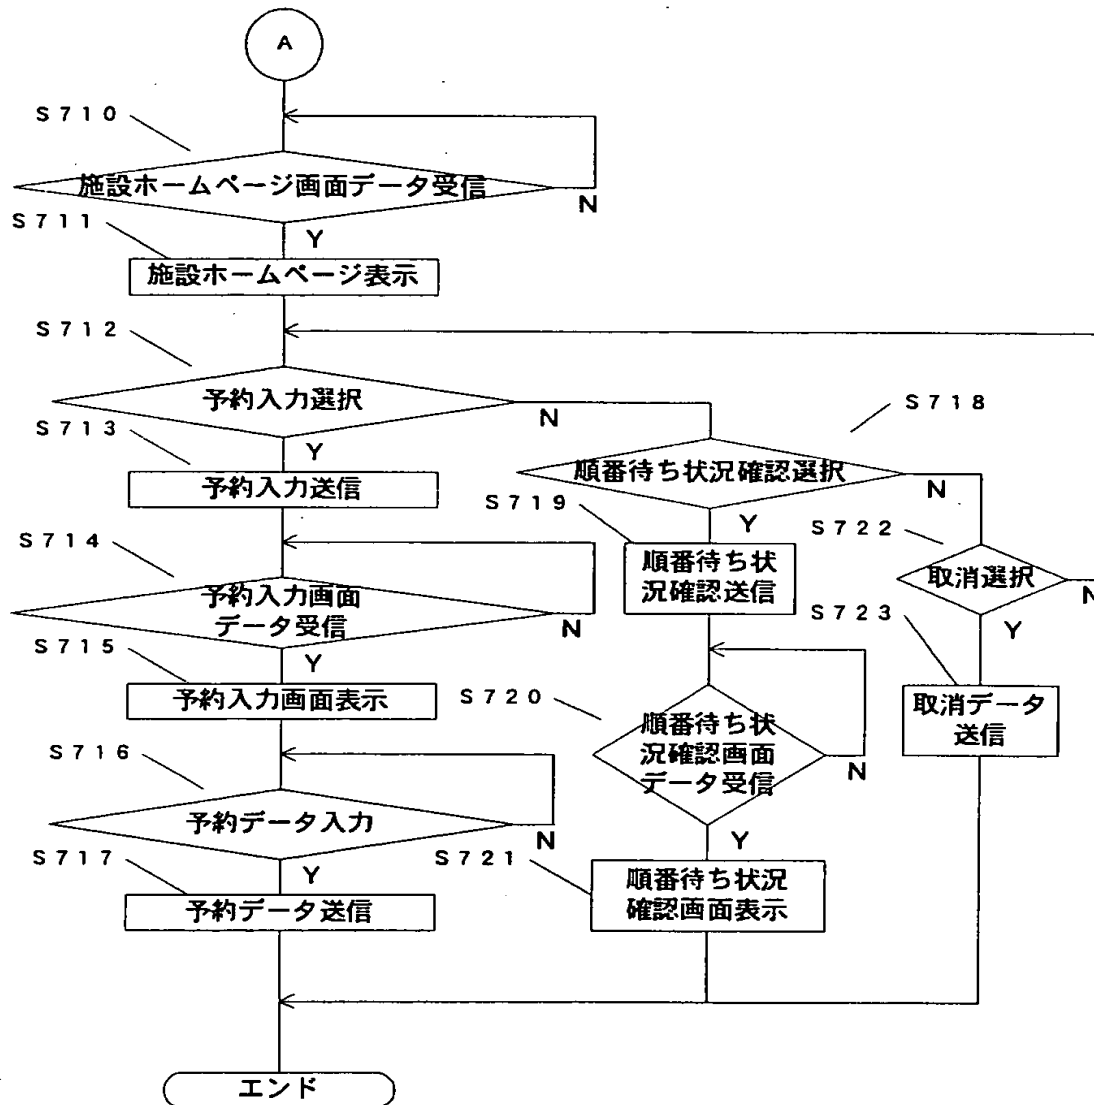 A
S710
施設ホームページ画面データ受信
N
S711
Y
施設ホームページ表示
S712
予約入力選択
N
S718
S713
Y
順番待ち状況確認選択
N
予約入力送信
S719
Y
S722
S714
順番待ち状
況確認送信
取消選択
N
予約入力画面
データ受信
N
S723
Y
S715
Y
予約入力画面表示
S720
取消データ
送信
順番待ち状
況確認画面
データ受信
N
S716
予約データ入力
N
Y
S717
Y
S721
順番待ち状況
確認画面表示
予約データ送信
エンド